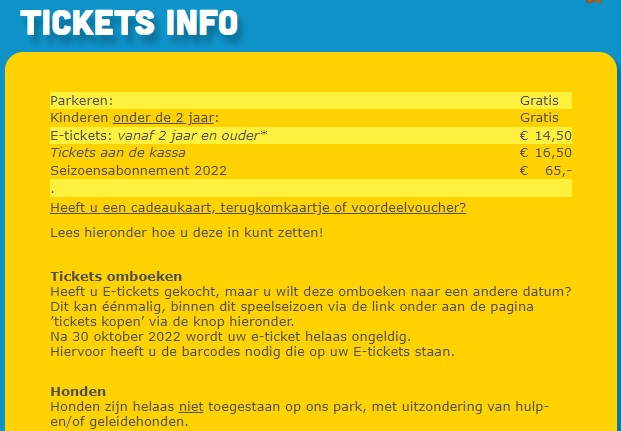 TICKETS INFO
Parkeren: Gratis
Kinderen onder de 2 jaar: Gratis
E-tickets: vanaf 2 jaar en ouder* € 14,50
Tickets aan de kassa € 16,50
Seizoensabonnement 2022 € 65,-
.
Heeft u een cadeaukaart, terugkomkaartje of voordeelvoucher?
Lees hieronder hoe u deze in kunt zetten!
Tickets omboeken
Heeft u E-tickets gekocht, maar u wilt deze omboeken naar een andere datum?
Dit kan éénmalig, binnen dit speelseizoen via de link onder aan de pagina
‘tickets kopen’ via de knop hieronder.
Na 30 oktober 2022 wordt uw e-ticket helaas ongeldig.
Hiervoor heeft u de barcodes nodig die op uw E-tickets staan.
Honden
Honden zijn helaas niet toegestaan op ons park, met uitzondering van hulp-
en/of geleidehonden.